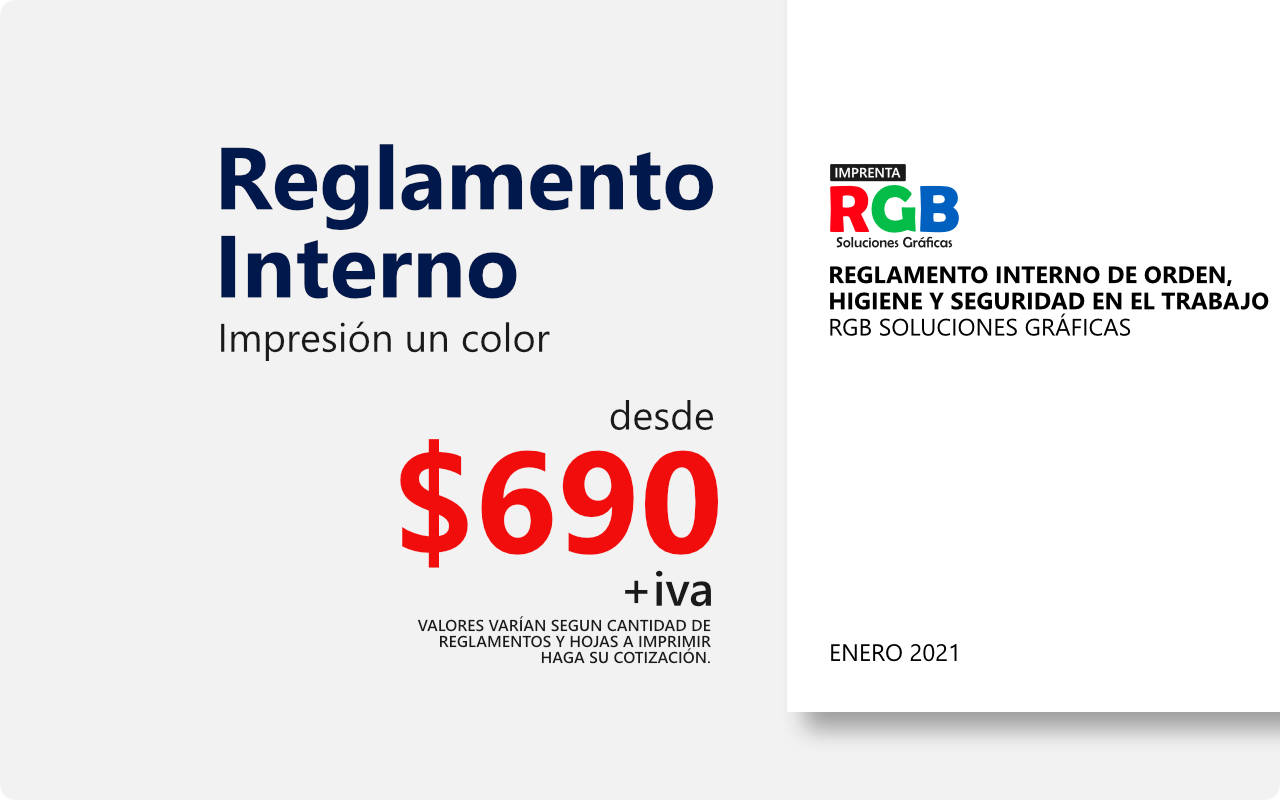 Reglamento
Interno
Impresión un color
desde
$690
+iva
VALORES VARÍAN SEGUN CANTIDAD DE
REGLAMENTOS Y HOJAS A IMPRIMIR
HAGA SU COTIZACIÓN.
IMPRENTA
RGB
Soluciones Gráficas
REGLAMENTO INTERNO DE ORDEN,
HIGIENE Y SEGURIDAD EN EL TRABAJO
RGB SOLUCIONES GRÁFICAS
ENERO 2021